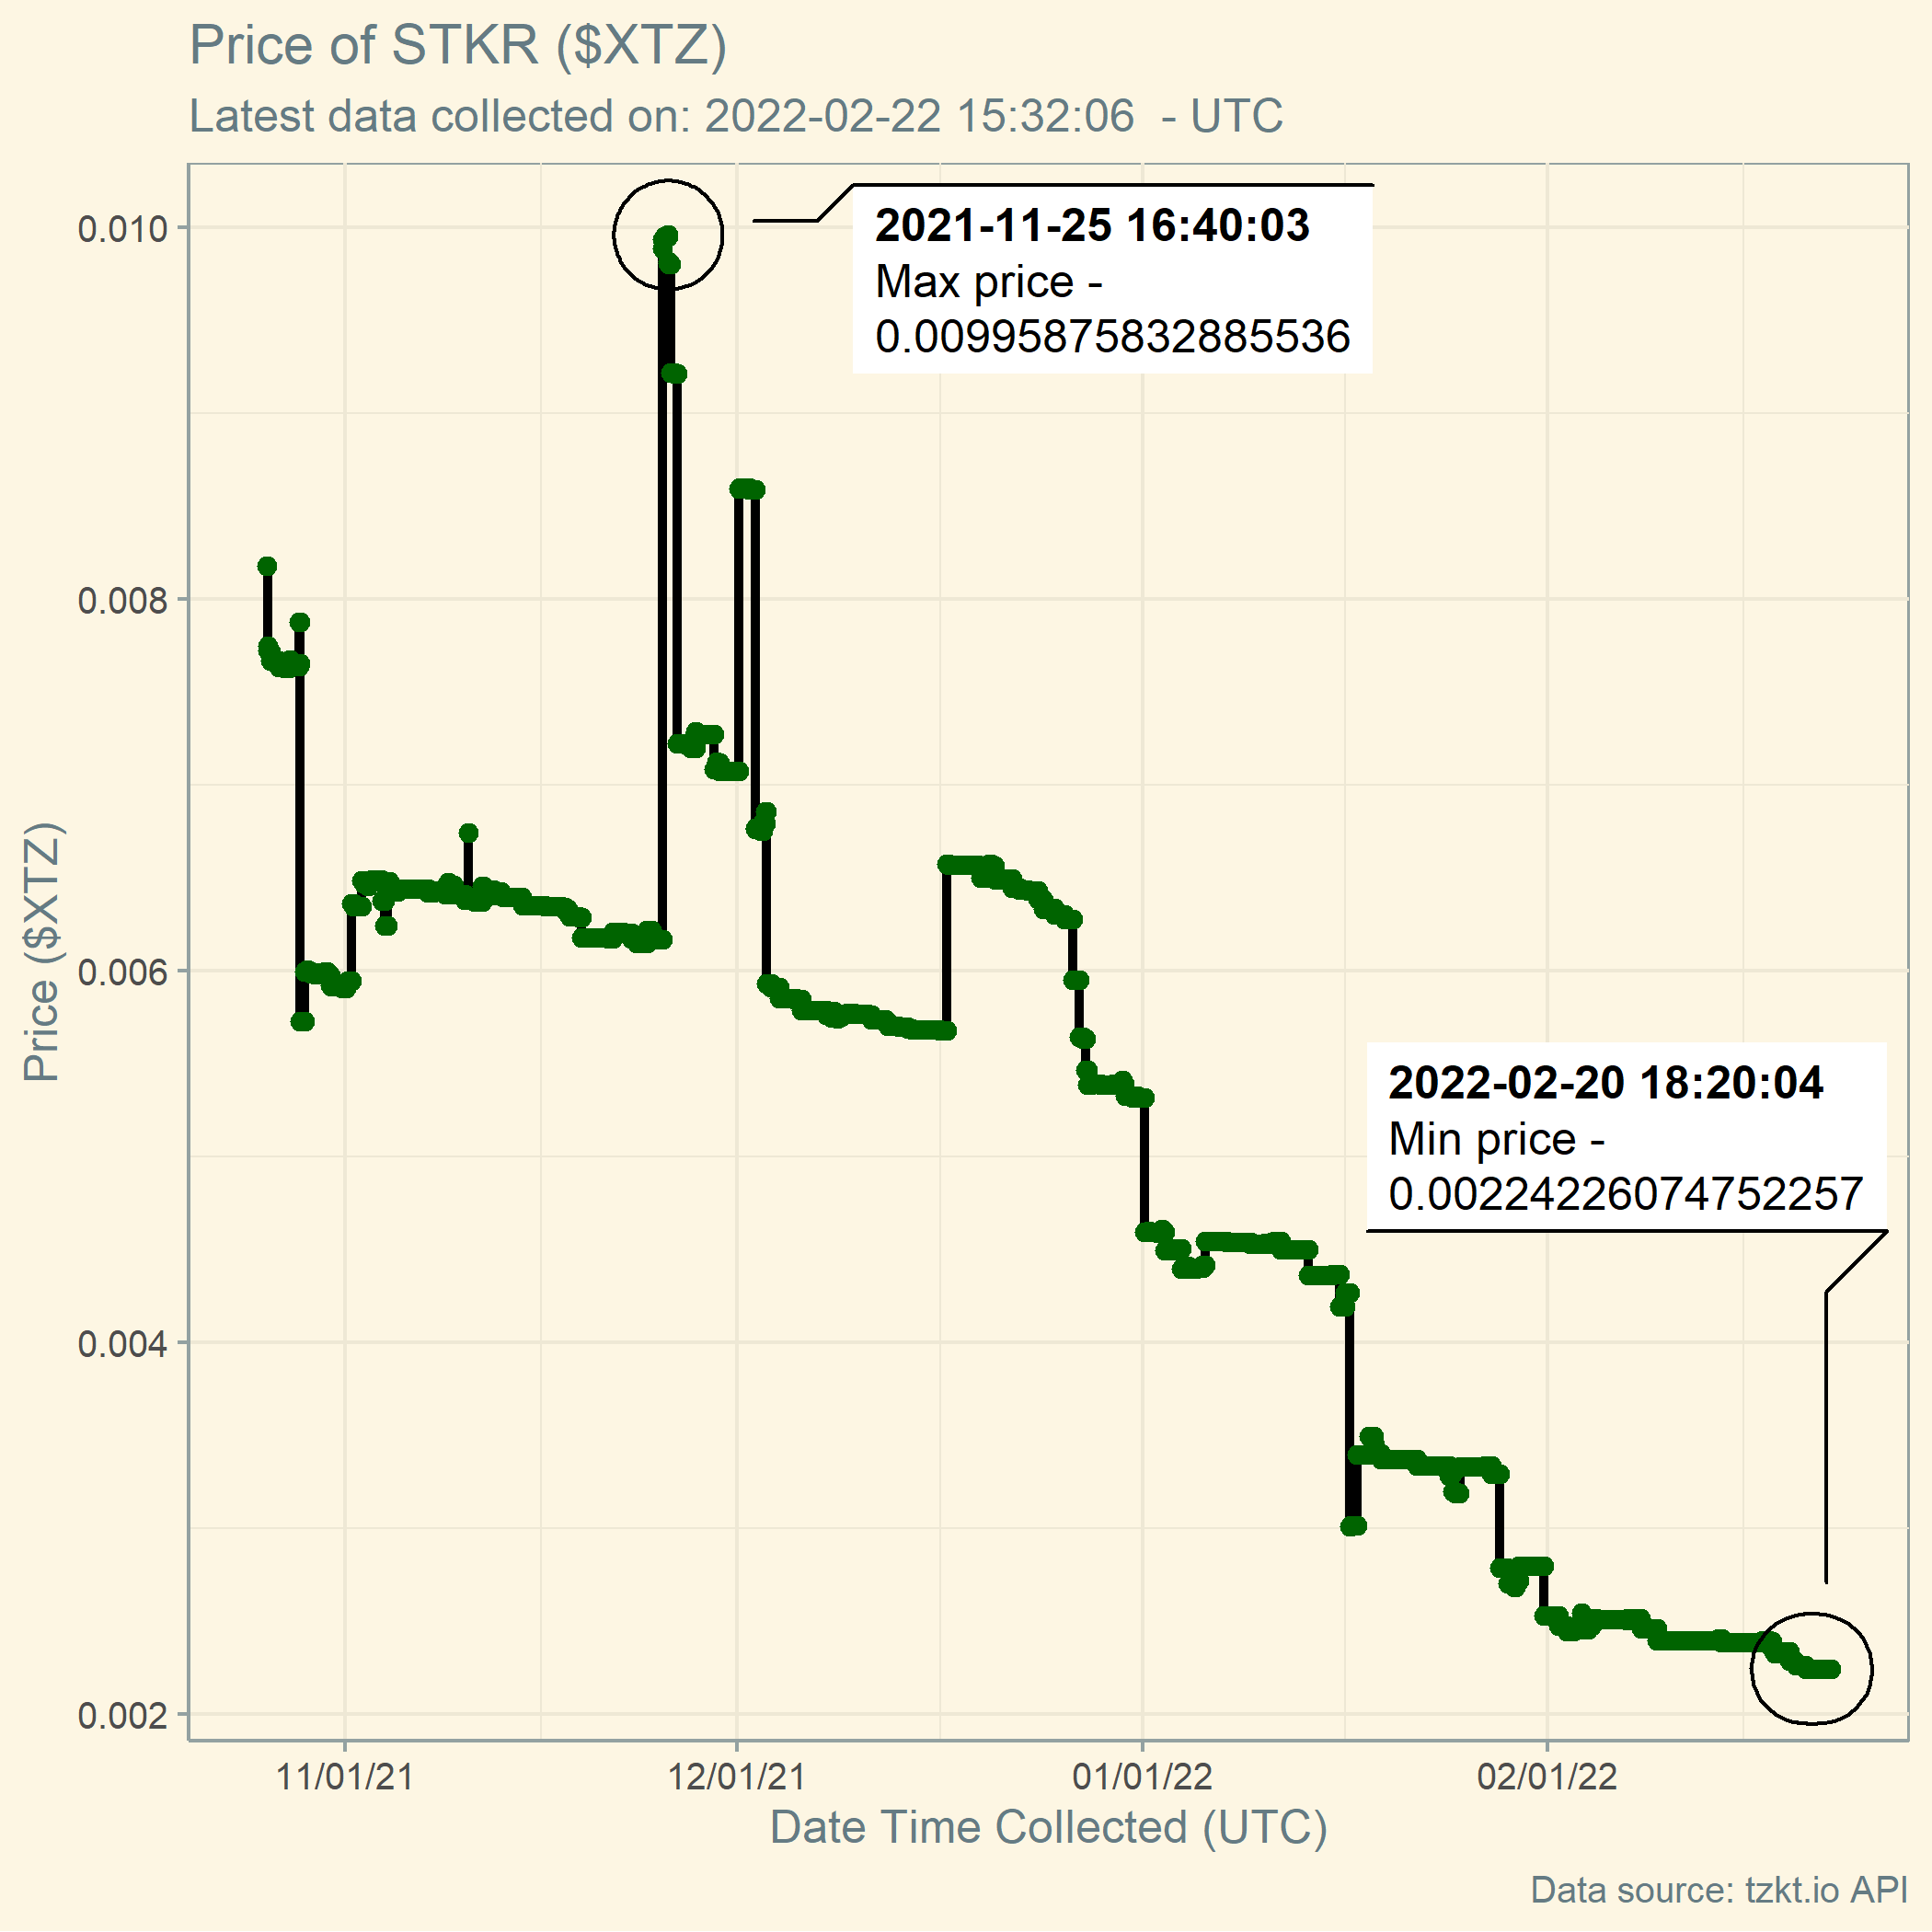 Price of STKR ($XTZ)
Latest data collected on: 2022-02-22 15:32:06  - UTC
2021-11-25 16:40:03
Max price -
0.00995875832885536
2022-02-20 18:20:04
Min price -
0.002242226074752257
Price ($XTZ)
0.010
0.008
0.006
0.004
0.002
11/01/21
12/01/21
01/01/22
02/01/22
Date Time Collected (UTC)
Data source: tzkt.io API